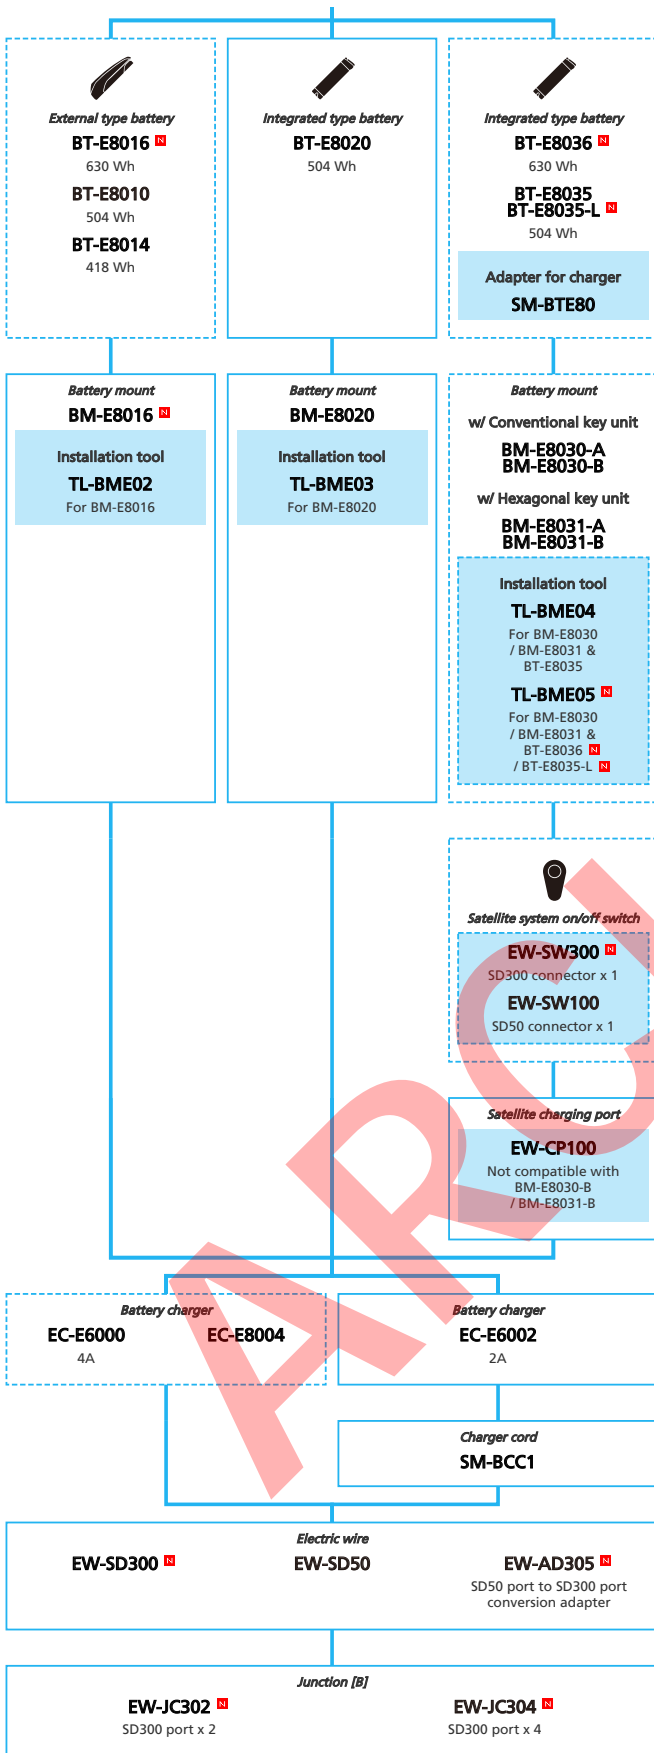 External type battery
BT-E8016 N
630 Wh
BT-E8010
504 Wh
BT-E8014
418 Wh
Integrated type battery
BT-E8020
504 Wh
Integrated type battery
BT-E8036 N
630 Wh
BT-E8035
BT-E8035-L N
504 Wh
Adapter for charger
SM-BTE80
Battery mount
BM-E8016 N
Installation tool
TL-BME02
For BM-E8016
Battery mount
BM-E8020
Installation tool
TL-BME03
For BM-E8020
Battery mount
w/ Conventional key unit
BM-E8030-A
BM-E8030-B
w/ Hexagonal key unit
BM-E8031-A
BM-E8031-B
Installation tool
TL-BME04
For BM-E8030
/ BM-E8031 &
BT-E8035
TL-BME05 N
For BM-E8030
/ BM-E8031 &
BT-E8036 N
/ BT-E8035-L N
Satellite system on/off switch
EW-SW300 N
SD300 connector x 1
EW-SW100
SD50 connector x 1
Satellite charging port
EW-CP100
Not compatible with
BM-E8030-B
/ BM-E8031-B
Battery charger
EC-E6000 EC-E8004
4A
Battery charger
EC-E6002
2A
Charger cord
SM-BCC1
Electric wire
EW-SD300 N
EW-SD50
EW-AD305 N
SD50 port to SD300 port
conversion adapter
Junction [B]
EW-JC302 N
SD300 port x 2
EW-JC304 N
SD300 port x 4